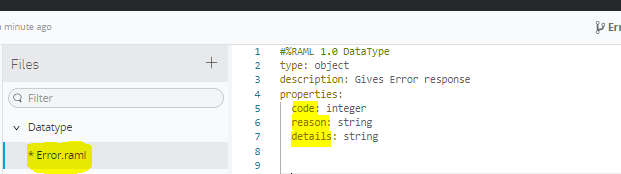 a minute ago
Err
Files
+
Filter
Datatype
* Error.raml
1 #%RAML 1.0 DataType
2 type: object
3 description: Gives Error response
4 properties:
5 code: integer
6 reason: string
7 details: string
8
9